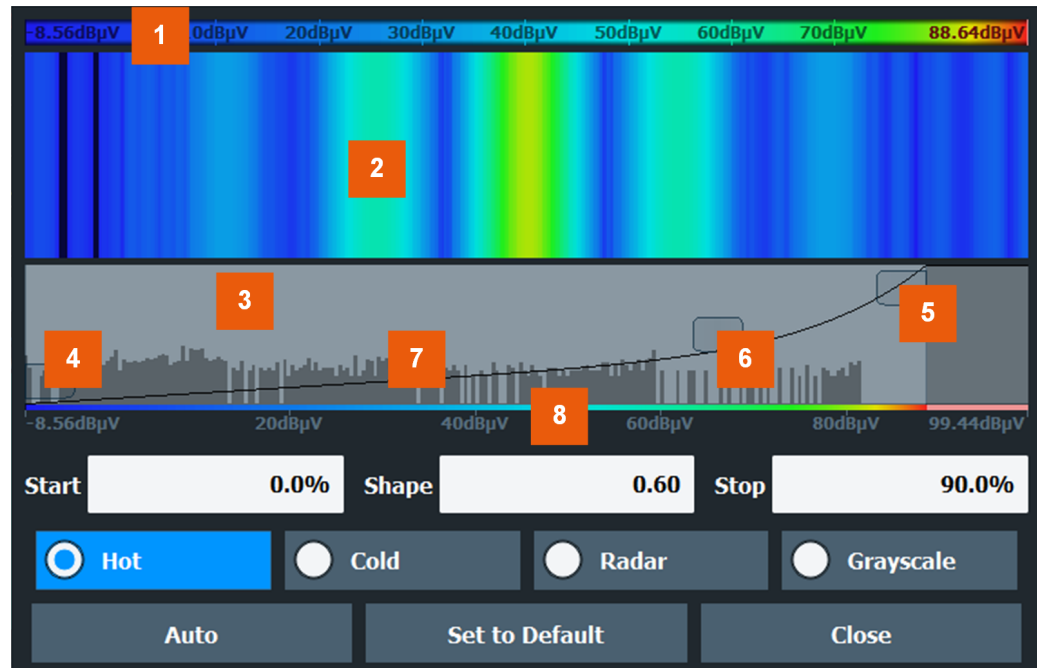 -8.56dBµV 1 0dBµV 20dBµV 30dBµV 40dBµV 50dBµV 60dBµV 70dBµV 88.64dBµV
2
3
5
4 7 6
8
-8.56dBµV 20dBµV 40dBµV 60dBµV 80dBµV 99.44dBµV
Start 0.0% Shape 0.60 Stop 90.0%
Hot Cold Radar Grayscale
Auto Set to Default Close